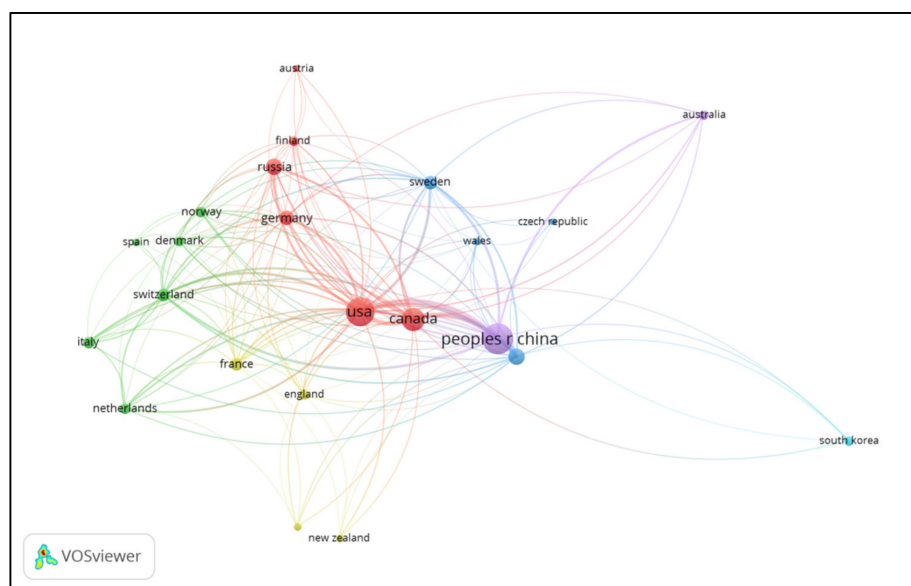 austria
australia
finland
russia
sweden
norway
germany
czech republic
spain
denmark
wales
switzerland
usa
canada
peoples r china
italy
france
england
netherlands
south korea
new zealand
VOSviewer